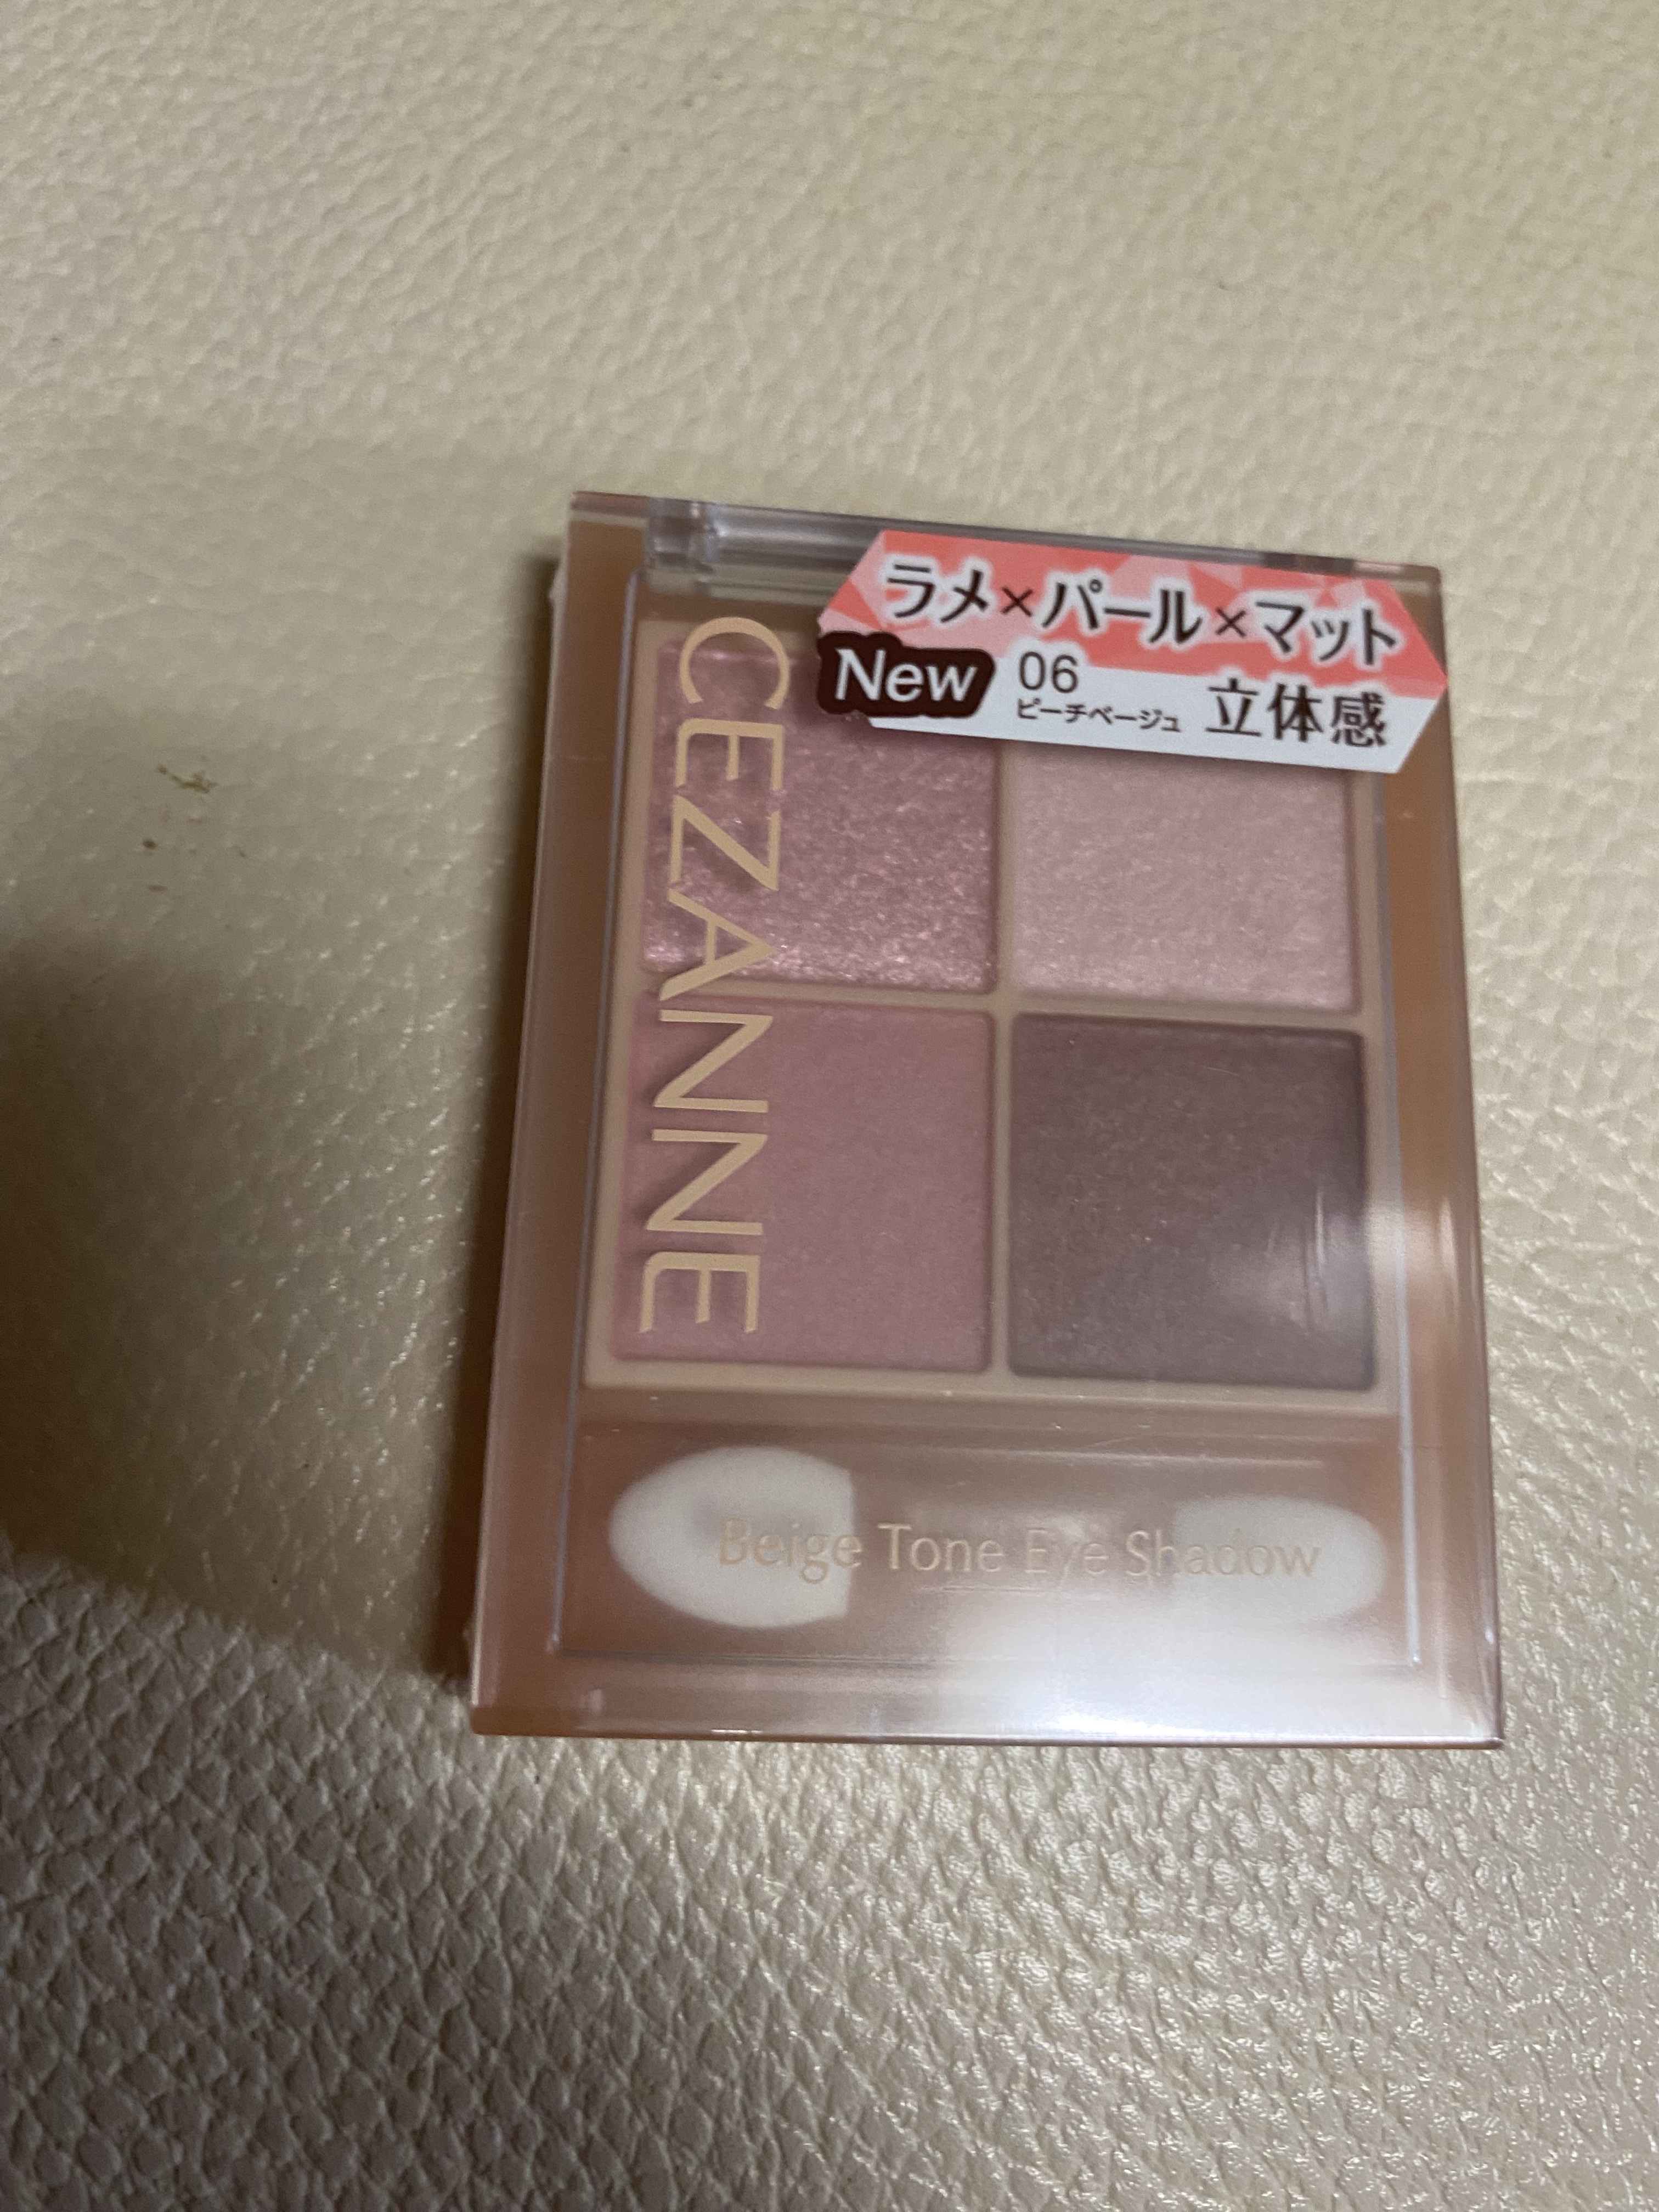 ラメ×パール×マット
New
06
ピーチベージュ
立体感
CEZANNE
Beige Tone Eye Shadow